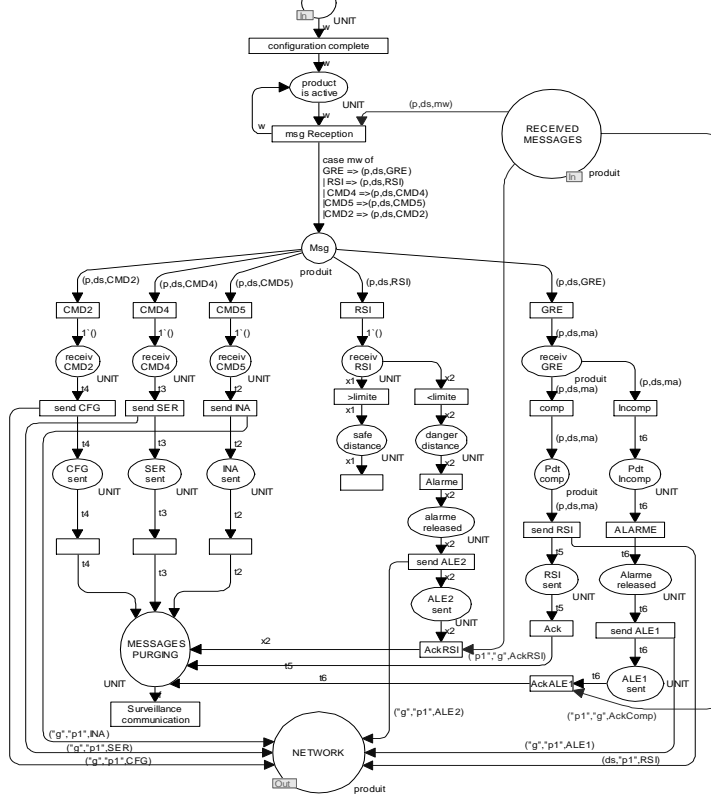 In
UNIT
w
configuration complete
w
product
is active
UNIT
(p,ds,mw)
w
w
msg Reception
RECEIVED
MESSAGES
In
produit
case mw of
GRE => (p,ds,GRE)
| RSI => (p,ds,RSI)
| CMD4 =>(p,ds,CMD4)
|CMD5 =>(p,ds,CMD5)
|CMD2 => (p,ds,CMD2)
Msg
produit
(p,ds,CMD2)
(p,ds,CMD4)
(p,ds,CMD5)
(p,ds,RSI)
(p,ds,GRE)
CMD2
CMD4
CMD5
RSI
GRE
1`()
1`()
1`()
1`()
(p,ds,ma)
receiv
CMD2
UNIT
receiv
CMD4
UNIT
receiv
CMD5
UNIT
receiv
RSI
UNIT
receiv
GRE
produit
t4
t3
t2
x1
x2
(p,ds,ma)
(p,ds,ma)
send CFG
send SER
send INA
>limite
<limite
comp
Incomp
x1
x2
t4
t3
t2
(p,ds,ma)
t6
CFG
sent
UNIT
SER
sent
UNIT
INA
sent
UNIT
safe
distance
UNIT
danger
distance
UNIT
Pdt
comp
produit
Pdt
Incomp
UNIT
x1
x2
Alarme
x2
(p,ds,ma)
t6
t4
t3
t2
alarme
released
UNIT
send RSI
ALARME
x2
t5
t6
send ALE2
t4
t3
t2
x2
RSI
sent
UNIT
Alarme
released
UNIT
ALE2
sent
UNIT
t5
t6
x2
Ack
send ALE1
MESSAGES
PURGING
UNIT
x2
AckRSI
("p1","g",AckRSI)
t5
t6
t6
AckALE1
t6
ALE1
sent
UNIT
Surveillance
communication
("g","p1",ALE2)
("p1","g",AckComp)
("g","p1",INA)
("g","p1",SER)
("g","p1",CFG)
NETWORK
Out
produit
("g","p1",ALE1)
(ds,"p1",RSI)